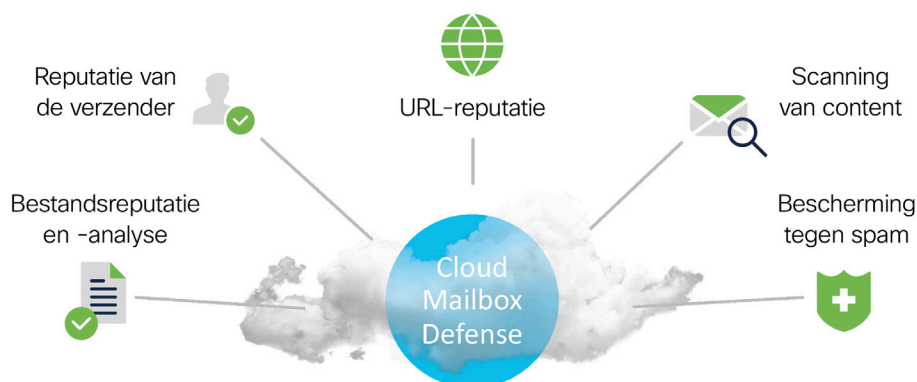 Reputatie van
de verzender
URL-reputatie
Scanning
van content
Bestandsreputatie
en -analyse
Bescherming
tegen spam
Cloud
Mailbox
Defense